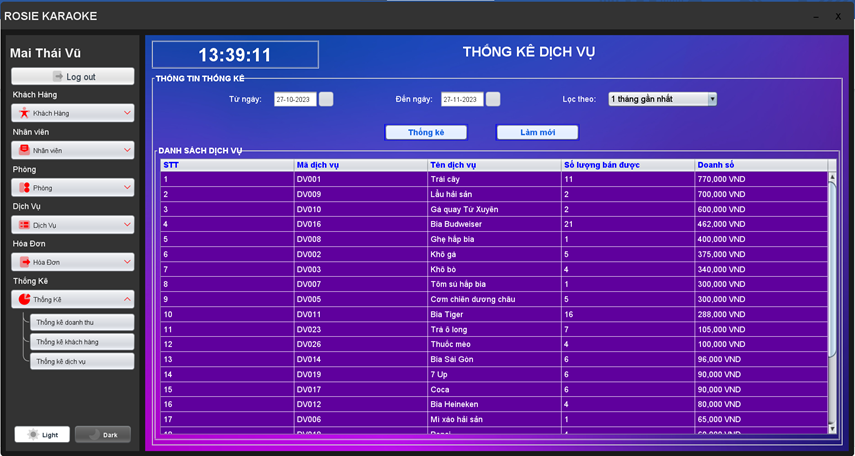 ROSIE KARAOKE
Mai Thái Vũ
Log out
Khách Hàng
Khách Hàng
Nhân viên
Nhân viên
Phòng
Phòng
Dịch Vụ
Dịch Vụ
Hóa Đơn
Hóa Đơn
Thống Kê
Thống Kê
Thống kê doanh thu
Thống kê khách hàng
Thống kê dịch vụ
Light Dark
13:39:11
THỐNG KÊ DỊCH VỤ
THÔNG TIN THỐNG KÊ
Từ ngày: 27-10-2023 Đến ngày: 27-11-2023 Lọc theo: 1 tháng gần nhất
Thống kê Làm mới
DANH SÁCH DỊCH VỤ
STT Mã dịch vụ Tên dịch vụ Số lượng bán được Doanh số
1 DV001 Trái cây 11 770,000 VND
2 DV009 Lẩu hải sản 2 700,000 VND
3 DV010 Gà quay Tứ Xuyên 2 600,000 VND
4 DV016 Bia Budweiser 21 462,000 VND
5 DV008 Ghẹ hấp bia 1 400,000 VND
6 DV002 Khô gà 5 375,000 VND
7 DV003 Khô bò 4 340,000 VND
8 DV007 Tôm sú hấp bia 1 300,000 VND
9 DV005 Cơm chiên dương châu 5 300,000 VND
10 DV011 Bia Tiger 16 288,000 VND
11 DV023 Trà ô long 7 105,000 VND
12 DV026 Thuốc mèo 4 100,000 VND
13 DV014 Bia Sài Gòn 6 96,000 VND
14 DV019 7 Up 6 90,000 VND
15 DV017 Coca 6 90,000 VND
16 DV012 Bia Heineken 4 80,000 VND
17 DV006 Mì xào hải sản 1 65,000 VND